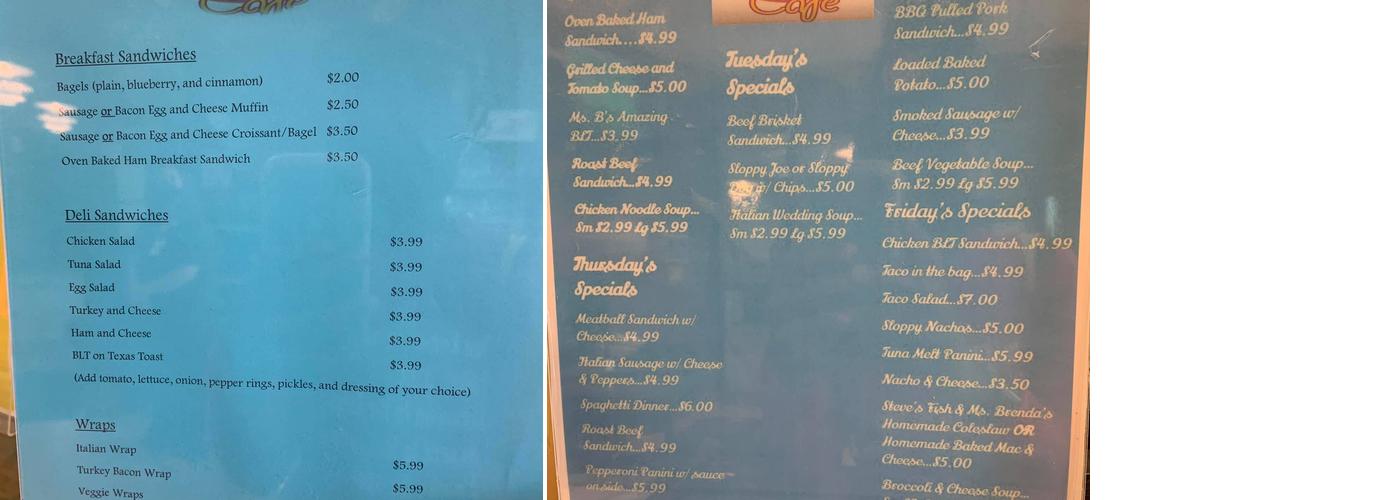 Cafe
Breakfast Sandwiches
Bagels (plain, blueberry, and cinnamon) $2.00
Sausage or Bacon Egg and Cheese Muffin $2.50
Sausage or Bacon Egg and Cheese Croissant/Bagel $3.50
Oven Baked Ham Breakfast Sandwich $3.50
Deli Sandwiches
Chicken Salad $3.99
Tuna Salad $3.99
Egg Salad $3.99
Turkey and Cheese $3.99
Ham and Cheese $3.99
BLT on Texas Toast $3.99
(Add tomato, lettuce, onion, pepper rings, pickles, and dressing of your choice)
Wraps
Italian Wrap $5.99
Turkey Bacon Wrap $5.99
Veggie Wraps
Oven Baked Ham
Sandwich....$4.99
Grilled Cheese and
Tomato Soup...$5.00
Ms. B's Amazing
BLT...$3.99
Roast Beef
Sandwich...$4.99
Chicken Noodle Soup...
Sm $2.99 Lg $5.99
Thursday's
Specials
Meatball Sandwich w/
Cheese...$4.99
Italian Sausage w/ Cheese
& Peppers...$4.99
Spaghetti Dinner...$6.00
Roast Beef
Sandwich...$4.99
Pepperoni Panini w/ sauce
on side...$5.99
Cafe
Tuesday's
Specials
Beef Brisket
Sandwich...$4.99
Sloppy Joe or Sloppy
Dog w/ Chips...$5.00
Italian Wedding Soup...
Sm $2.99 Lg $5.99
BBG Pulled Pork
Sandwich...$4.99
Loaded Baked
Potato...$5.00
Smoked Sausage w/
Cheese...$3.99
Beef Vegetable Soup...
Sm $2.99 Lg $5.99
Friday's Specials
Chicken BLT Sandwich...$4.99
Taco in the bag...$4.99
Taco Salad...$7.00
Sloppy Nachos...$5.00
Tuna Melt Panini...$5.99
Nacho & Cheese...$3.50
Steve's Fish & Ms. Brenda's
Homemade Coleslaw OR
Homemade Baked Mac &
Cheese...$5.00
Broccoli & Cheese Soup...